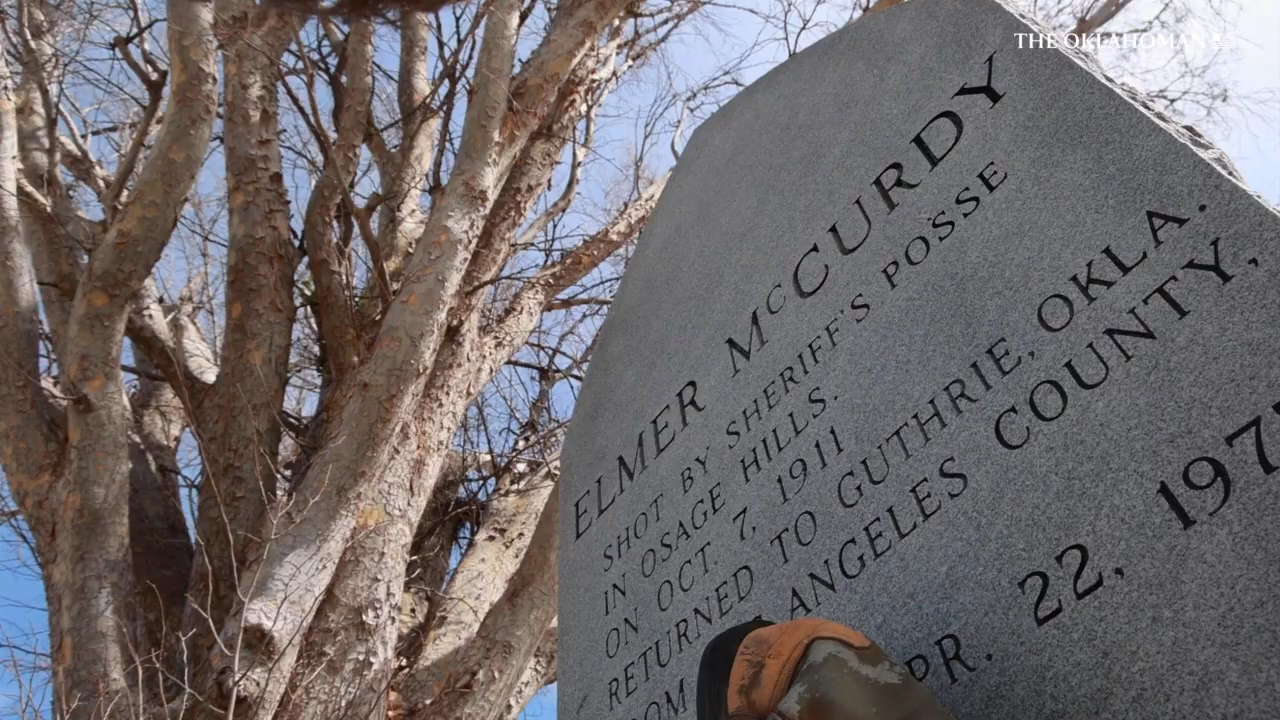 THE OKLAHOMAN
ELMER McCURDY
SHOT BY SHERIFF'S POSSE
IN OSAGE HILLS.
ON OCT. 7, 1911
RETURNED TO GUTHRIE, OKLA.
ANGELES COUNTY,
22, 197